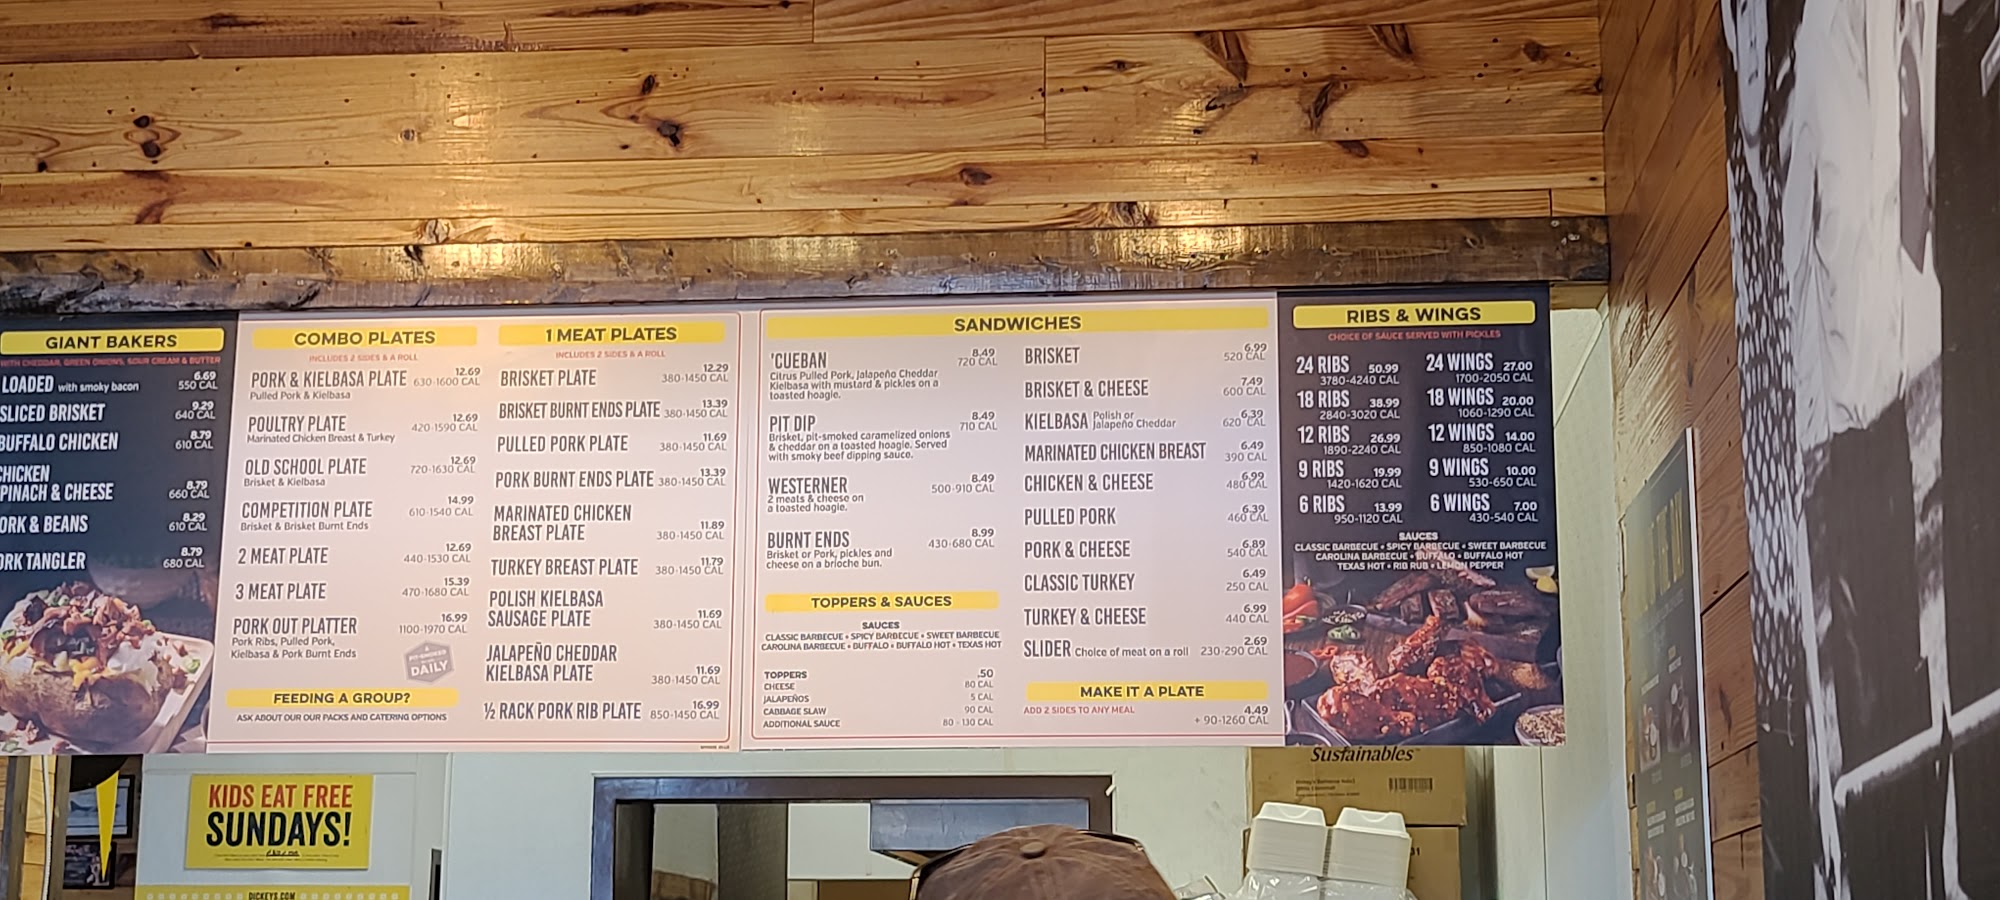 GIANT BAKERS
WITH CHEDDAR, GREEN ONIONS, SOUR CREAM & BUTTER
LOADED with smoky bacon 6.69
550 CAL
SLICED BRISKET 9.29
640 CAL
BUFFALO CHICKEN 8.79
610 CAL
CHICKEN
PINACH & CHEESE 8.79
660 CAL
ORK & BEANS 8.29
610 CAL
ORK TANGLER 8.79
680 CAL
COMBO PLATES
INCLUDES 2 SIDES & A ROLL
PORK & KIELBASA PLATE 12.69
630-1600 CAL
Pulled Pork & Kielbasa
POULTRY PLATE 12.69
420-1590 CAL
Marinated Chicken Breast & Turkey
OLD SCHOOL PLATE 12.69
720-1630 CAL
Brisket & Kielbasa
COMPETITION PLATE 14.99
610-1540 CAL
Brisket & Brisket Burnt Ends
2 MEAT PLATE 12.69
440-1530 CAL
3 MEAT PLATE 15.39
470-1680 CAL
PORK OUT PLATTER 16.99
1100-1970 CAL
Pork Ribs, Pulled Pork,
Kielbasa & Pork Burnt Ends
PIT-SMOKED
DAILY
FEEDING A GROUP?
ASK ABOUT OUR OUR PACKS AND CATERING OPTIONS
1 MEAT PLATES
INCLUDES 2 SIDES & A ROLL
BRISKET PLATE 12.29
380-1450 CAL
BRISKET BURNT ENDS PLATE 13.39
380-1450 CAL
PULLED PORK PLATE 11.69
380-1450 CAL
PORK BURNT ENDS PLATE 13.39
380-1450 CAL
MARINATED CHICKEN
BREAST PLATE 11.89
380-1450 CAL
TURKEY BREAST PLATE 11.79
380-1450 CAL
POLISH KIELBASA
SAUSAGE PLATE 11.69
380-1450 CAL
JALAPEÑO CHEDDAR
KIELBASA PLATE 11.69
380-1450 CAL
½ RACK PORK RIB PLATE 16.99
850-1450 CAL
SANDWICHES
'CUEBAN 8.49
720 CAL
Citrus Pulled Pork, Jalapeño Cheddar
Kielbasa with mustard & pickles on a
toasted hoagie.
PIT DIP 8.49
710 CAL
Brisket, pit-smoked caramelized onions
& cheddar on a toasted hoagie. Served
with smoky beef dipping sauce.
WESTERNER 8.49
500-910 CAL
2 meats & cheese on
a toasted hoagie.
BURNT ENDS 8.99
430-680 CAL
Brisket or Pork, pickles and
cheese on a brioche bun.
TOPPERS & SAUCES
SAUCES
CLASSIC BARBECUE • SPICY BARBECUE • SWEET BARBECUE
CAROLINA BARBECUE • BUFFALO • BUFFALO HOT • TEXAS HOT
TOPPERS .50
CHEESE 80 CAL
JALAPEÑOS 5 CAL
CABBAGE SLAW 90 CAL
ADDITIONAL SAUCE 80 - 130 CAL
BRISKET 6.99
520 CAL
BRISKET & CHEESE 7.49
600 CAL
KIELBASA Polish or
Jalapeño Cheddar 6.39
620 CAL
MARINATED CHICKEN BREAST 6.49
390 CAL
CHICKEN & CHEESE 6.99
480 CAL
PULLED PORK 6.39
460 CAL
PORK & CHEESE 6.89
540 CAL
CLASSIC TURKEY 6.49
250 CAL
TURKEY & CHEESE 6.99
440 CAL
SLIDER Choice of meat on a roll 2.69
230-290 CAL
MAKE IT A PLATE
ADD 2 SIDES TO ANY MEAL 4.49
+ 90-1260 CAL
RIBS & WINGS
CHOICE OF SAUCE SERVED WITH PICKLES
24 RIBS 50.99
3780-4240 CAL
18 RIBS 38.99
2840-3020 CAL
12 RIBS 26.99
1890-2240 CAL
9 RIBS 19.99
1420-1620 CAL
6 RIBS 13.99
950-1120 CAL
24 WINGS 27.00
1700-2050 CAL
18 WINGS 20.00
1060-1290 CAL
12 WINGS 14.00
850-1080 CAL
9 WINGS 10.00
530-650 CAL
6 WINGS 7.00
430-540 CAL
SAUCES
CLASSIC BARBECUE • SPICY BARBECUE • SWEET BARBECUE
CAROLINA BARBECUE • BUFFALO • BUFFALO HOT
TEXAS HOT • RIB RUB • LEMON PEPPER
KIDS EAT FREE
SUNDAYS!
DICKEYS.COM
Sustainables